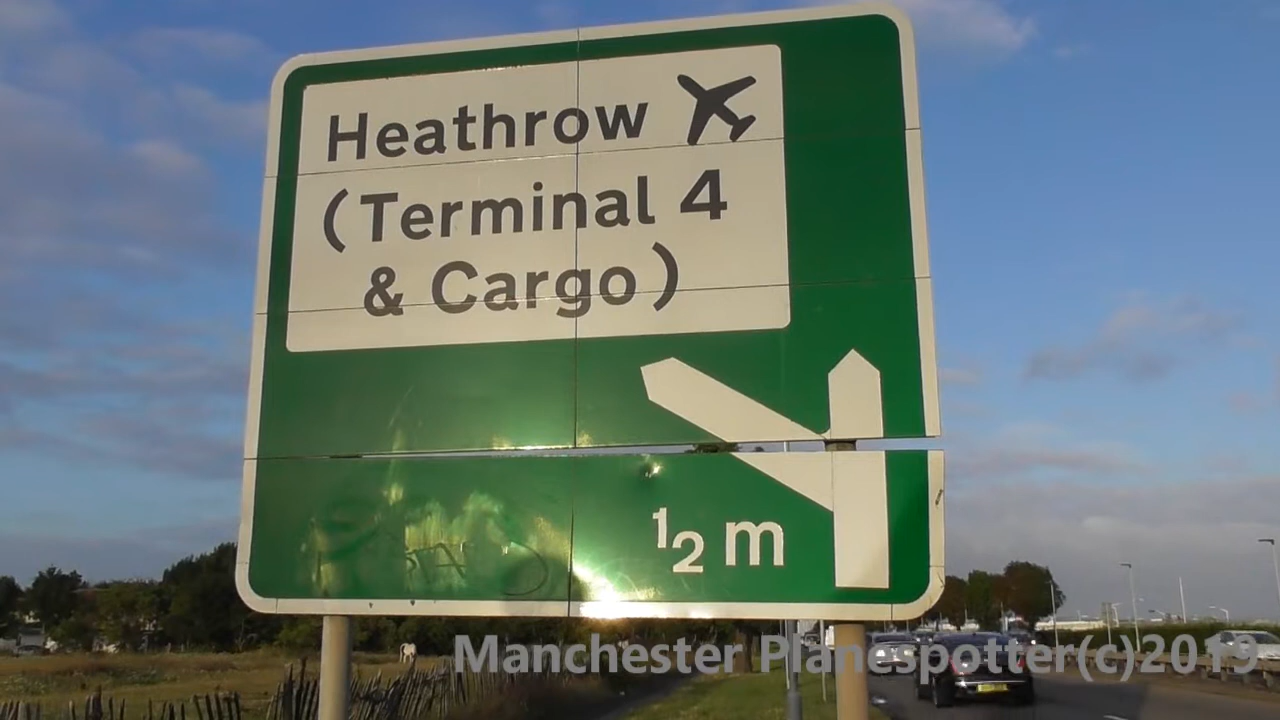 Heathrow
(Terminal 4
& Cargo)
1/2 m
Manchester Planespotter(c)2019